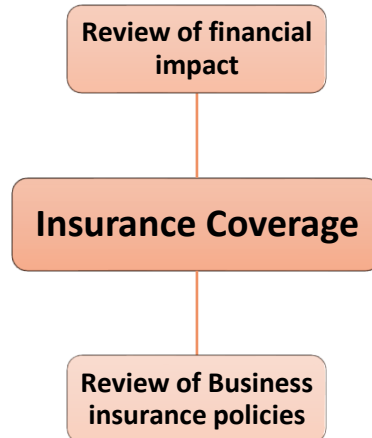 Review of financial
impact
Insurance Coverage
Review of Business
insurance policies